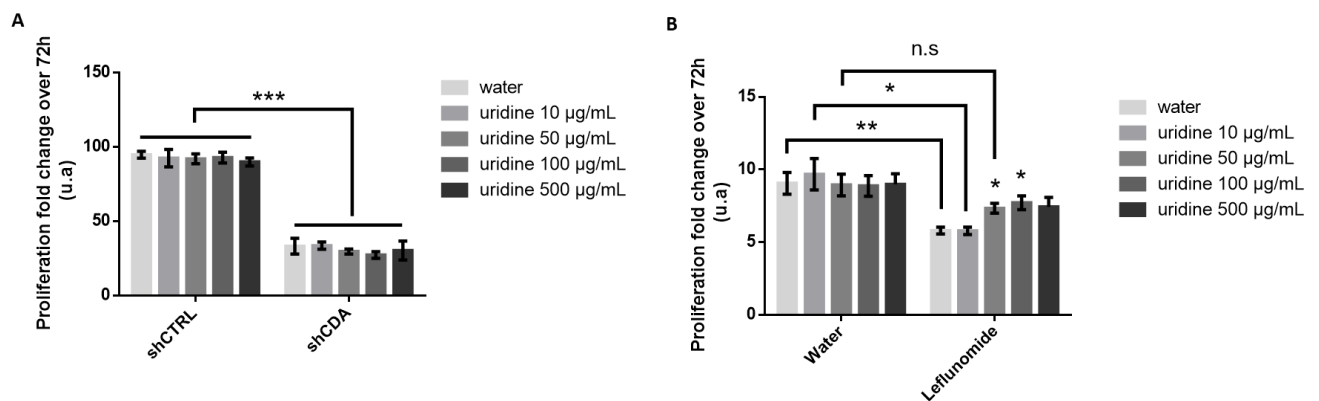 A
Proliferation fold change over 72h
(u.a)
150
100
50
0
***
shCTRL
shCDA
water
uridine 10 µg/mL
uridine 50 µg/mL
uridine 100 µg/mL
uridine 500 µg/mL
B
Proliferation fold change over 72h
(u.a)
15
10
5
0
n.s
*
**
*
*
Water
Leflunomide
water
uridine 10 µg/mL
uridine 50 µg/mL
uridine 100 µg/mL
uridine 500 µg/mL